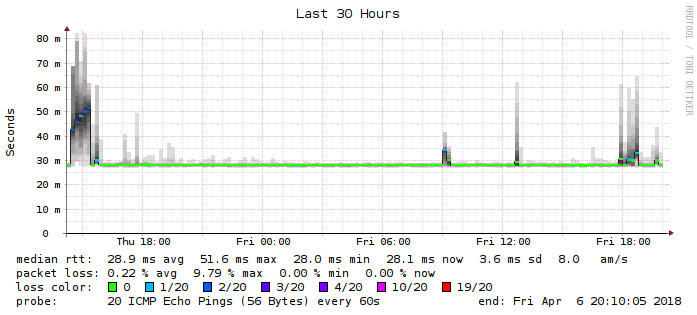 Last 30 Hours
RRDTOOL / TOBI OETIKER
Seconds
80 m
70 m
60 m
50 m
40 m
30 m
20 m
10 m
0
Thu 18:00 Fri 00:00 Fri 06:00 Fri 12:00 Fri 18:00
median rtt: 28.9 ms avg 51.6 ms max 28.0 ms min 28.1 ms now 3.6 ms sd 8.0 am/s
packet loss: 0.22 % avg 9.79 % max 0.00 % min 0.00 % now
loss color: 0 1/20 2/20 3/20 4/20 10/20 19/20
probe: 20 ICMP Echo Pings (56 Bytes) every 60s end: Fri Apr 6 20:10:05 2018